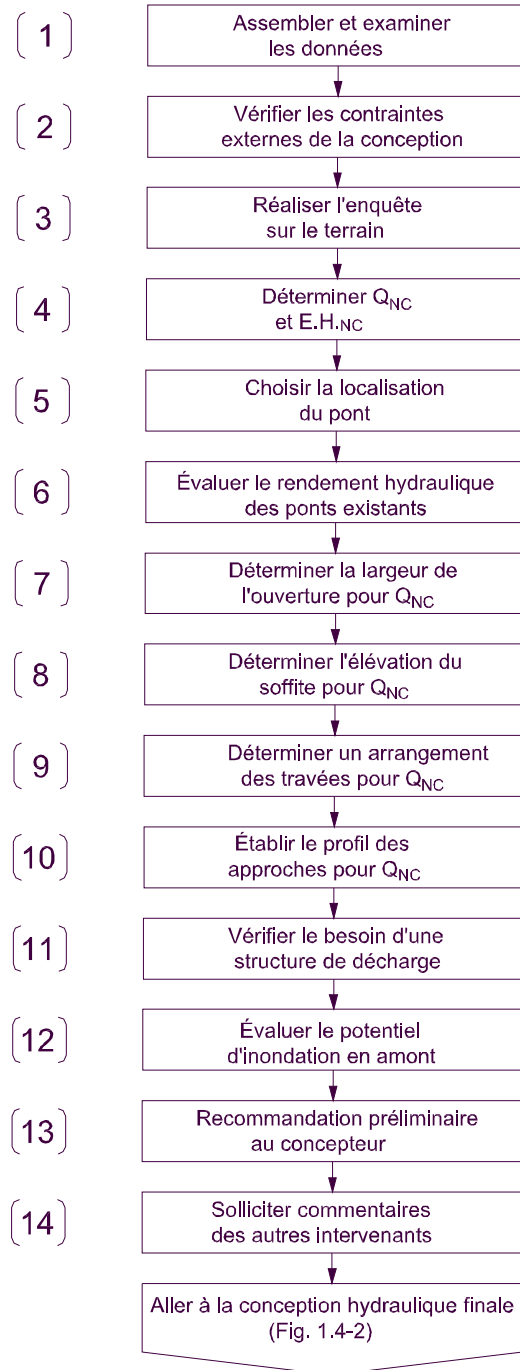 [1]
Assembler et examiner
les données
[2]
Vérifier les contraintes
externes de la conception
[3]
Réaliser l'enquête
sur le terrain
[4]
Déterminer QNC
et E.H.NC
[5]
Choisir la localisation
du pont
[6]
Évaluer le rendement hydraulique
des ponts existants
[7]
Déterminer la largeur de
l'ouverture pour QNC
[8]
Déterminer l'élévation du
soffite pour QNC
[9]
Déterminer un arrangement
des travées pour QNC
[10]
Établir le profil des
approches pour QNC
[11]
Vérifier le besoin d'une
structure de décharge
[12]
Évaluer le potentiel
d'inondation en amont
[13]
Recommandation préliminaire
au concepteur
[14]
Solliciter commentaires
des autres intervenants
Aller à la conception hydraulique finale
(Fig. 1.4-2)